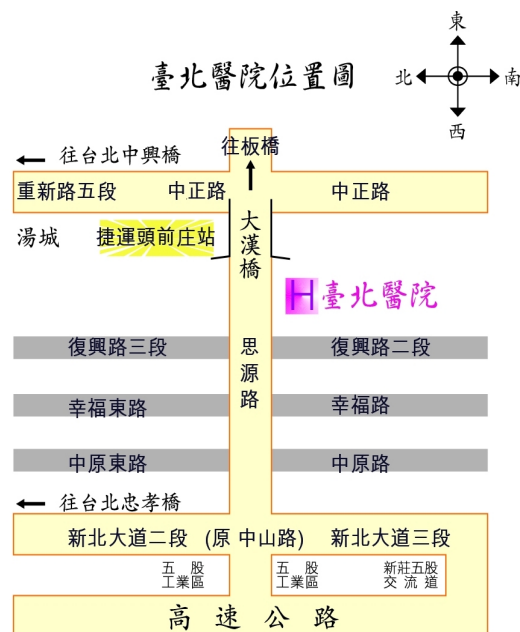 東
臺北醫院位置圖
北
南
西
往台北中興橋
往板橋
重新路五段
中正路
中正路
湯城
捷運頭前庄站
大漢橋
H臺北醫院
復興路三段
思源路
復興路二段
幸福東路
幸福路
中原東路
中原路
往台北忠孝橋
新北大道二段 (原 中山路) 新北大道三段
五 股
工業區
五 股
工業區
新莊五股
交 流 道
高速公路